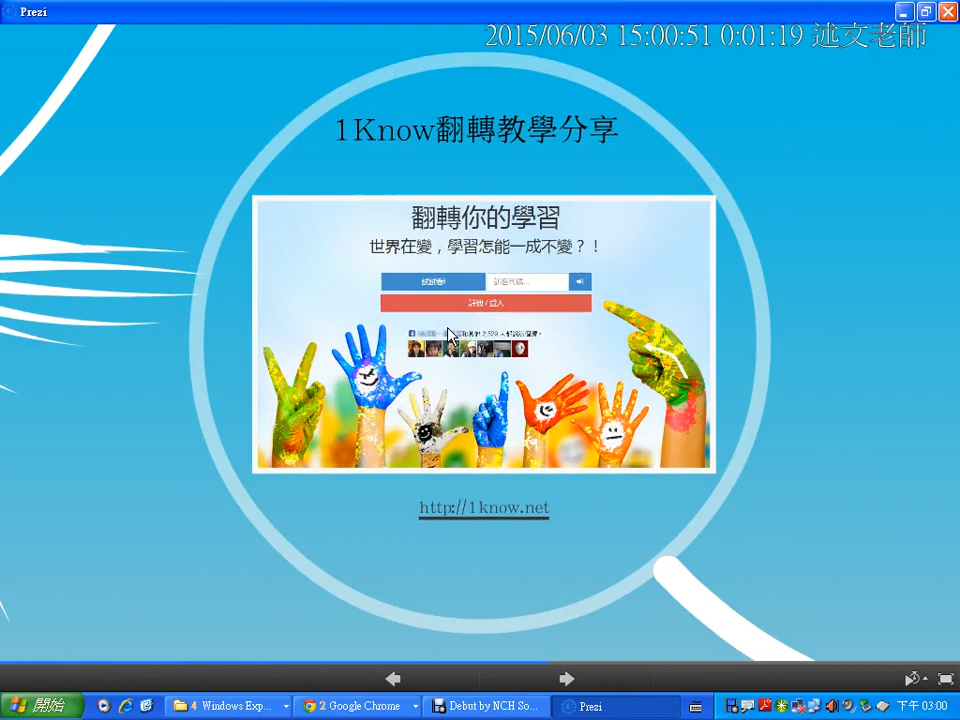 Prezi
2015/06/03 15:00:51 0:01:19 述文老師
1Know翻轉教學分享
翻轉你的學習
世界在變，學習怎能一成不變？！
試試看!
註冊 / 登入
http://1know.net
開始
4 Windows Exp...
2 Google Chrome
Debut by NCH So...
Prezi
下午 03:00